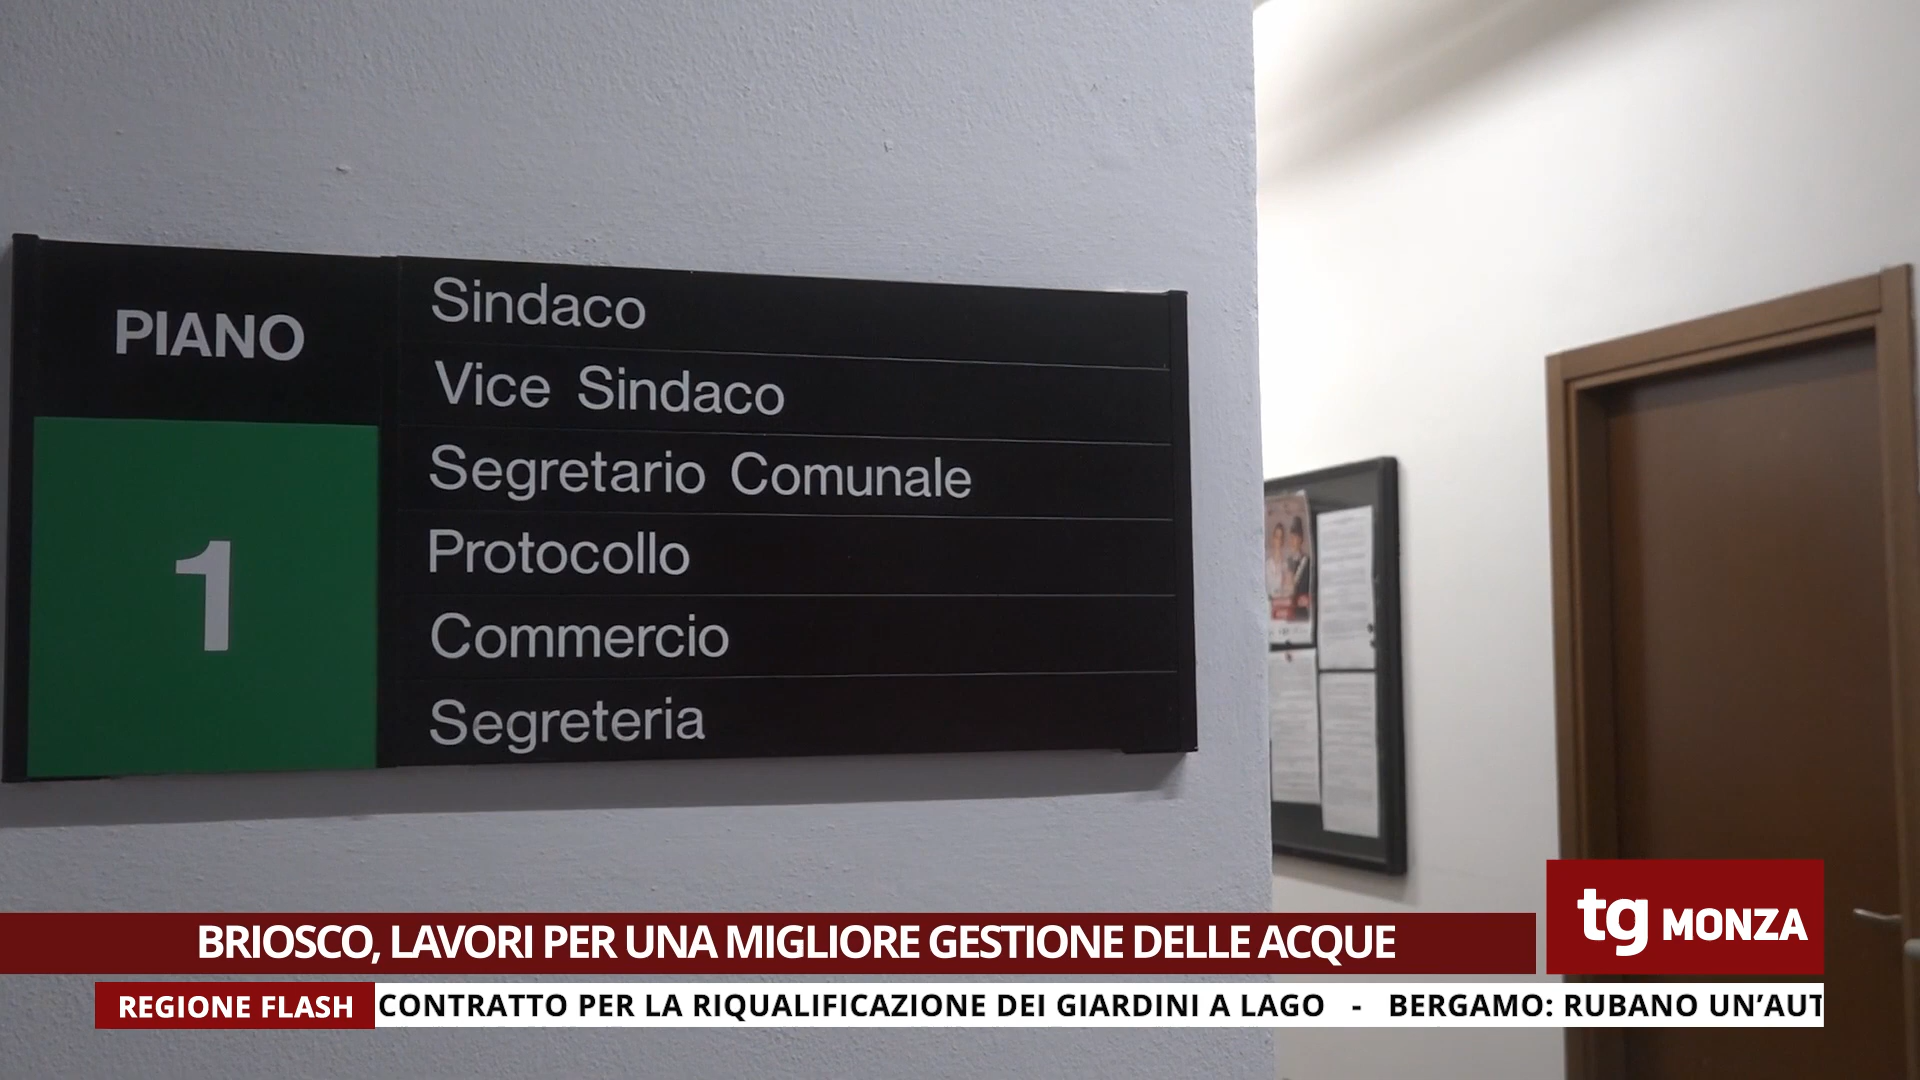 PIANO
1
Sindaco
Vice Sindaco
Segretario Comunale
Protocollo
Commercio
Segreteria
BRIOSCO, LAVORI PER UNA MIGLIORE GESTIONE DELLE ACQUE
tg MONZA
REGIONE FLASH
CONTRATTO PER LA RIQUALIFICAZIONE DEI GIARDINI A LAGO - BERGAMO: RUBANO UN'AUT